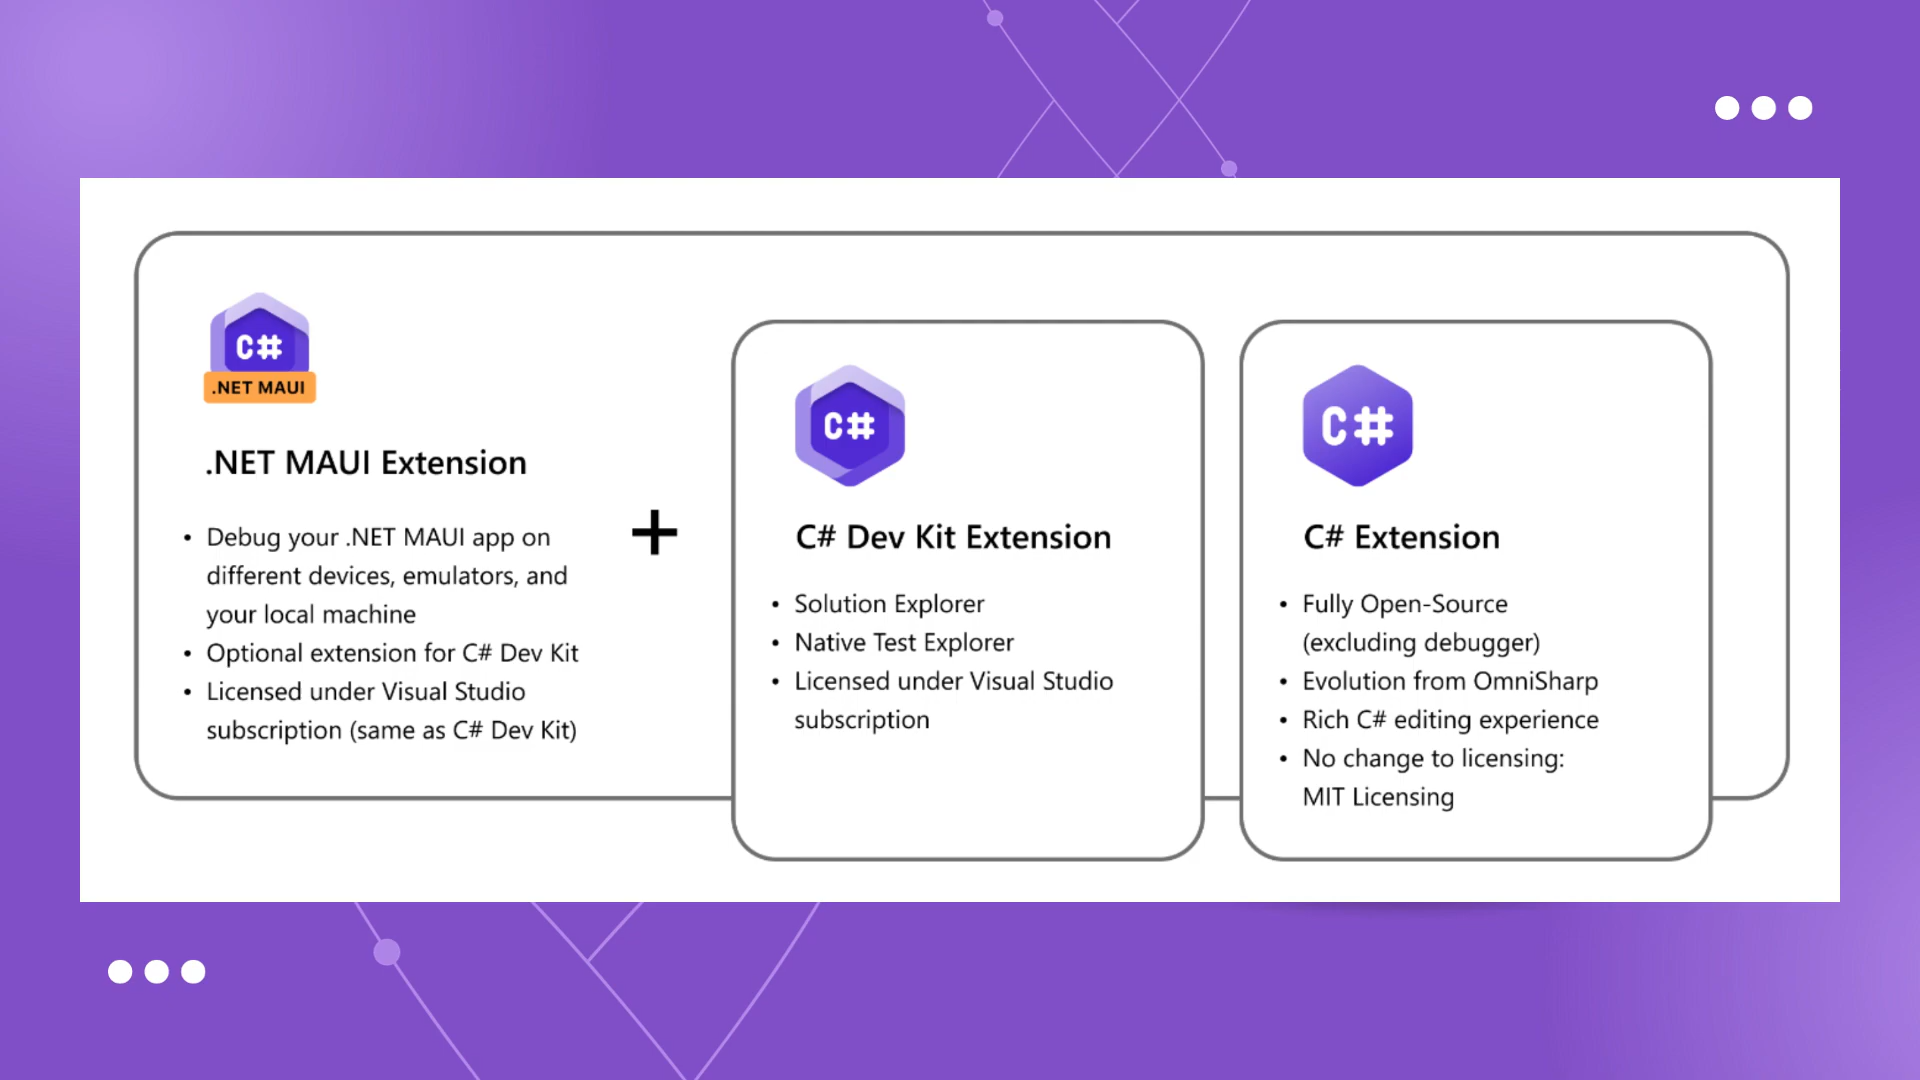 C#
.NET MAUI
.NET MAUI Extension
• Debug your .NET MAUI app on
different devices, emulators, and
your local machine
• Optional extension for C# Dev Kit
• Licensed under Visual Studio
subscription (same as C# Dev Kit)
+
C#
C# Dev Kit Extension
• Solution Explorer
• Native Test Explorer
• Licensed under Visual Studio
subscription
C#
C# Extension
• Fully Open-Source
(excluding debugger)
• Evolution from OmniSharp
• Rich C# editing experience
• No change to licensing:
MIT Licensing